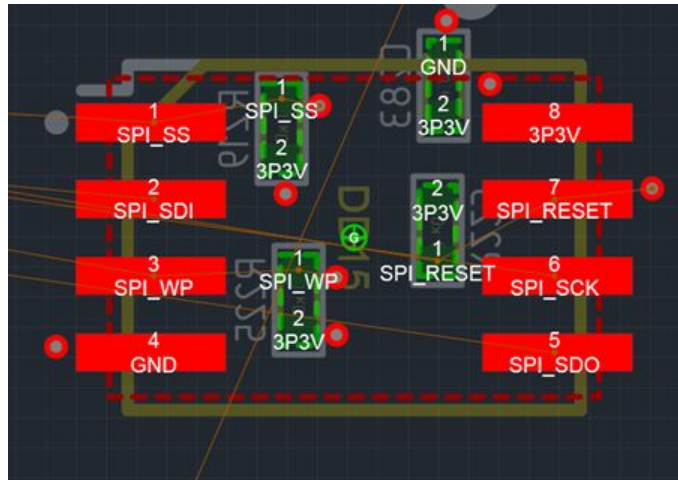 1
SPI_SS
2
SPI_SDI
3
SPI_WP
4
GND
1
SPI_SS
2
3P3V
1
SPI_WP
2
3P3V
1
GND
2
3P3V
2
3P3V
1
SPI_RESET
8
3P3V
7
SPI_RESET
6
SPI_SCK
5
SPI_SDO
G
R225